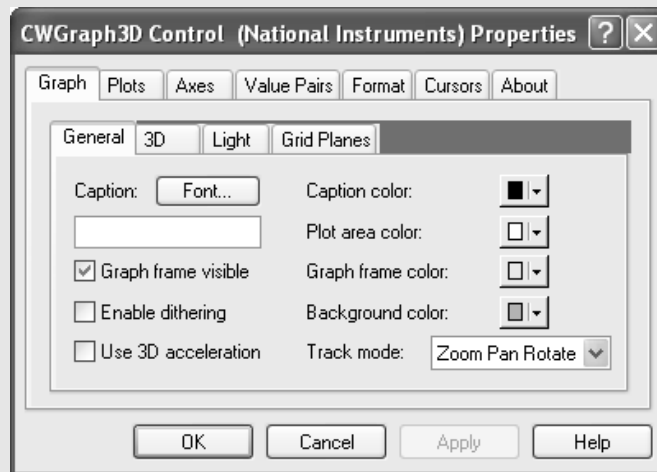 CWGraph3D Control (National Instruments) Properties
Graph Plots Axes Value Pairs Format Cursors About
General 3D Light Grid Planes
Caption: Font... Caption color:
Plot area color:
Graph frame visible Graph frame color:
Enable dithering Background color:
Use 3D acceleration Track mode: Zoom Pan Rotate
OK Cancel Apply Help